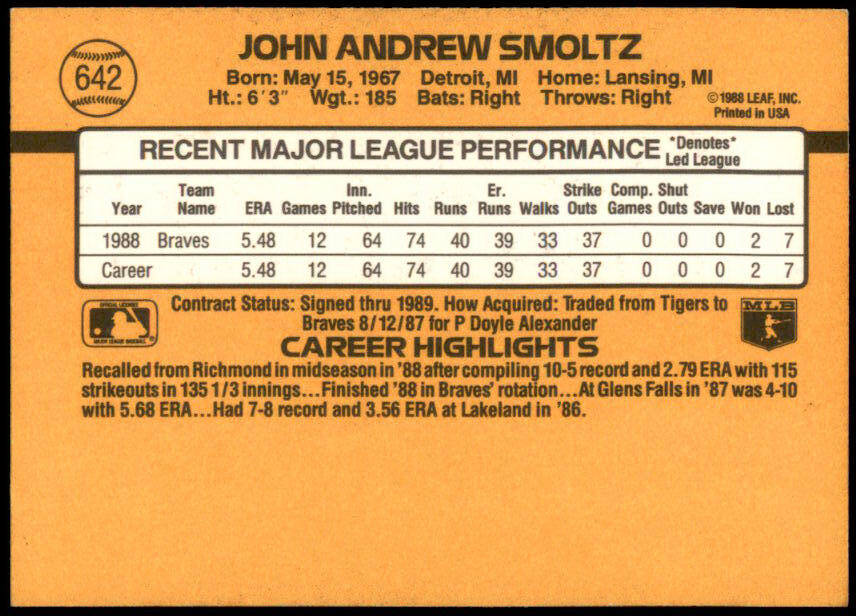 642
JOHN ANDREW SMOLTZ
Born: May 15, 1967 Detroit, MI Home: Lansing, MI
Ht.: 6'3" Wgt.: 185 Bats: Right Throws: Right
©1988 LEAF, INC.
Printed in USA
RECENT MAJOR LEAGUE PERFORMANCE *Denotes* Led League
Year Team Name ERA Games Inn. Pitched Hits Runs Er. Runs Walks Strike Outs Comp. Games Shut Outs Save Won Lost
1988 Braves 5.48 12 64 74 40 39 33 37 0 0 0 2 7
Career 5.48 12 64 74 40 39 33 37 0 0 0 2 7
OFFICIAL LICENSEE
MAJOR LEAGUE BASEBALL
Contract Status: Signed thru 1989. How Acquired: Traded from Tigers to
Braves 8/12/87 for P Doyle Alexander
MLB
CAREER HIGHLIGHTS
Recalled from Richmond in midseason in '88 after compiling 10-5 record and 2.79 ERA with 115
strikeouts in 135 1/3 innings...Finished '88 in Braves' rotation...At Glens Falls in '87 was 4-10
with 5.68 ERA...Had 7-8 record and 3.56 ERA at Lakeland in '86.